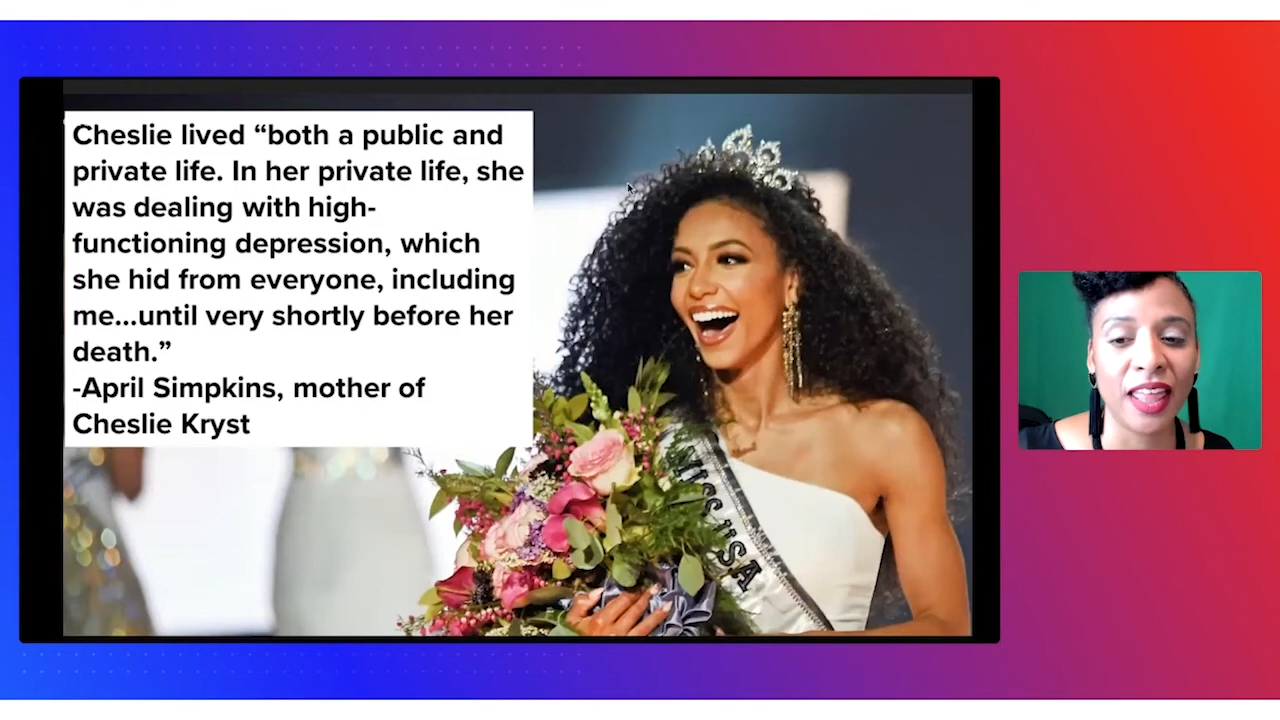 Cheslie lived “both a public and
private life. In her private life, she
was dealing with high-
functioning depression, which
she hid from everyone, including
me...until very shortly before her
death.”
-April Simpkins, mother of
Cheslie Kryst
MISS USA